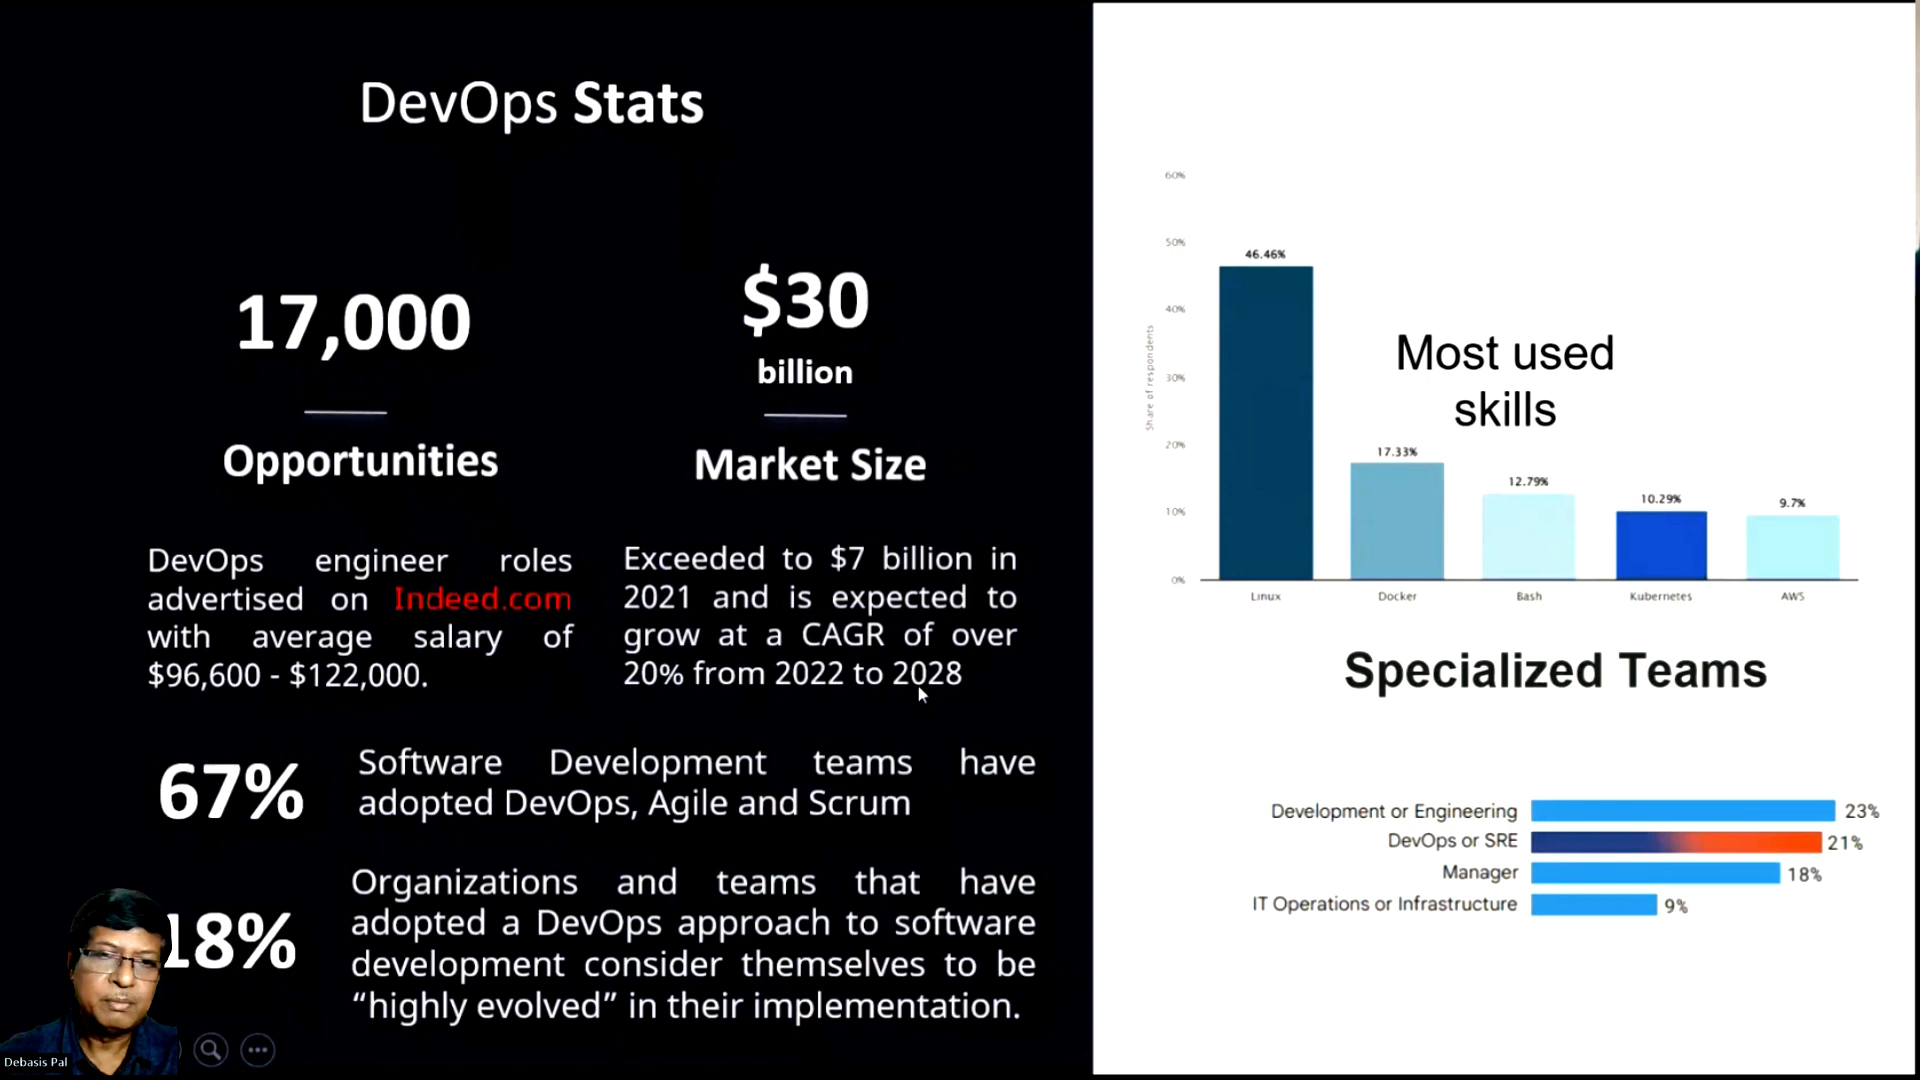 DevOps Stats
17,000
Opportunities
DevOps engineer roles
advertised on Indeed.com
with average salary of
$96,600 - $122,000.
$30
billion
Market Size
Exceeded to $7 billion in
2021 and is expected to
grow at a CAGR of over
20% from 2022 to 2028
67%
Software Development teams have
adopted DevOps, Agile and Scrum
18%
Organizations and teams that have
adopted a DevOps approach to software
development consider themselves to be
“highly evolved” in their implementation.
Debasis Pal
60%
50%
40%
30%
20%
10%
0%
Share of respondents
46.46%
17.33%
12.79%
10.29%
9.7%
Most used
skills
Linux
Docker
Bash
Kubernetes
AWS
Specialized Teams
Development or Engineering 23%
DevOps or SRE 21%
Manager 18%
IT Operations or Infrastructure 9%